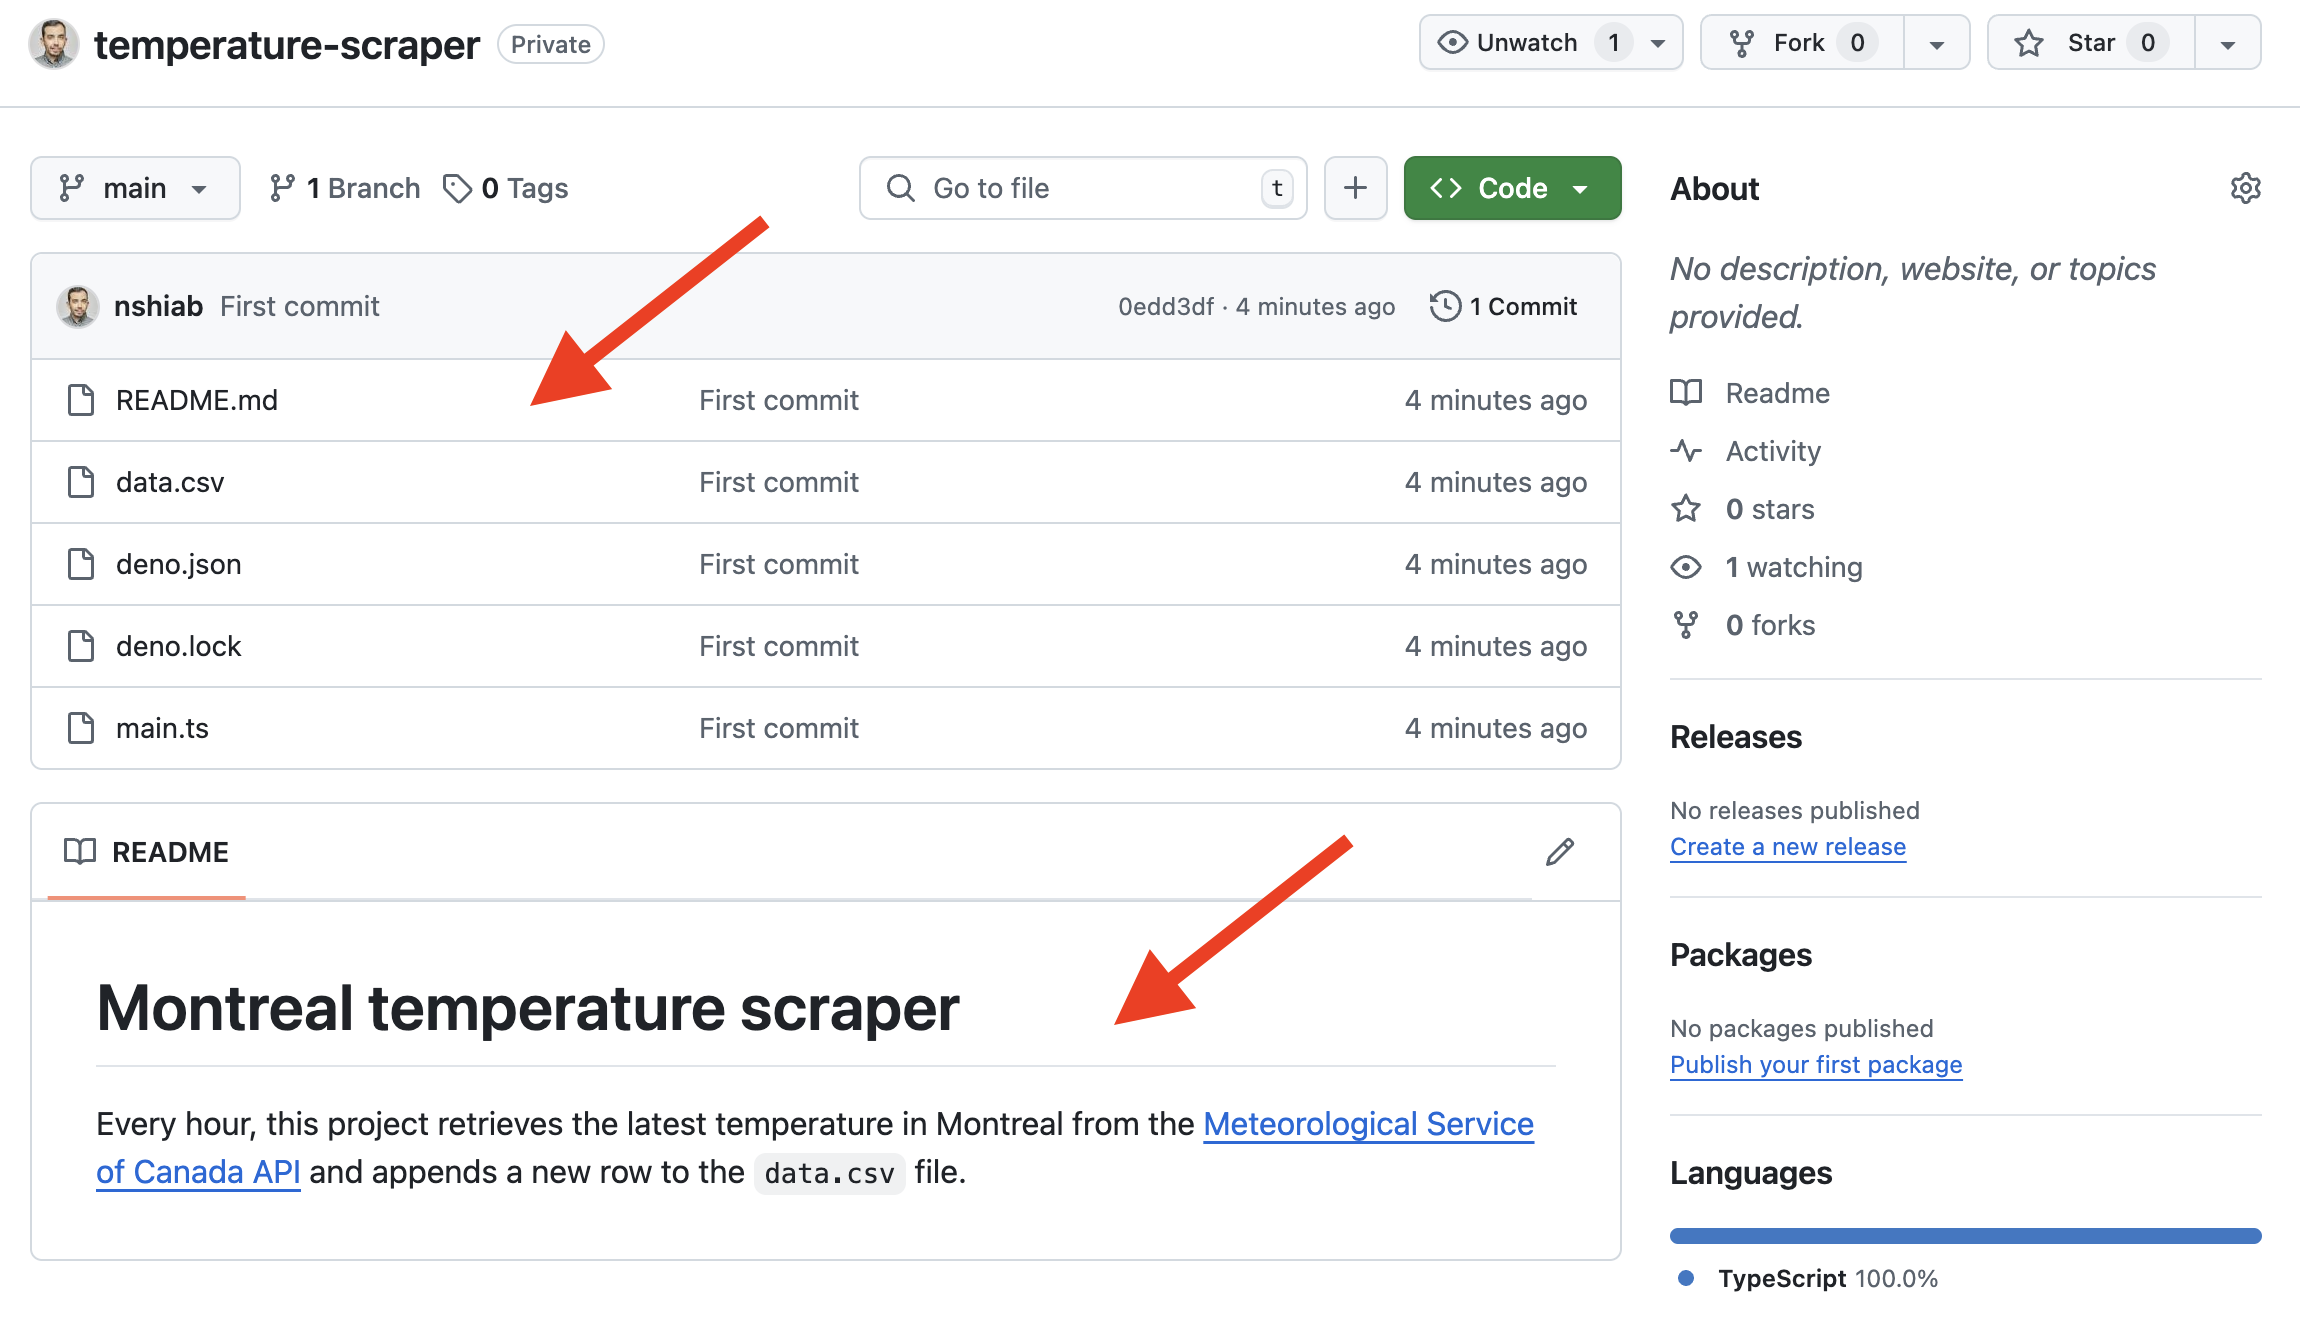 temperature-scraper Private Unwatch 1 Fork 0 Star 0
main 1 Branch 0 Tags Go to file t Code
nshiab First commit 0edd3df · 4 minutes ago 1 Commit
README.md First commit 4 minutes ago
data.csv First commit 4 minutes ago
deno.json First commit 4 minutes ago
deno.lock First commit 4 minutes ago
main.ts First commit 4 minutes ago
README
Montreal temperature scraper
Every hour, this project retrieves the latest temperature in Montreal from the Meteorological Service
of Canada API and appends a new row to the data.csv file.
About
No description, website, or topics
provided.
Readme
Activity
0 stars
1 watching
0 forks
Releases
No releases published
Create a new release
Packages
No packages published
Publish your first package
Languages
TypeScript 100.0%